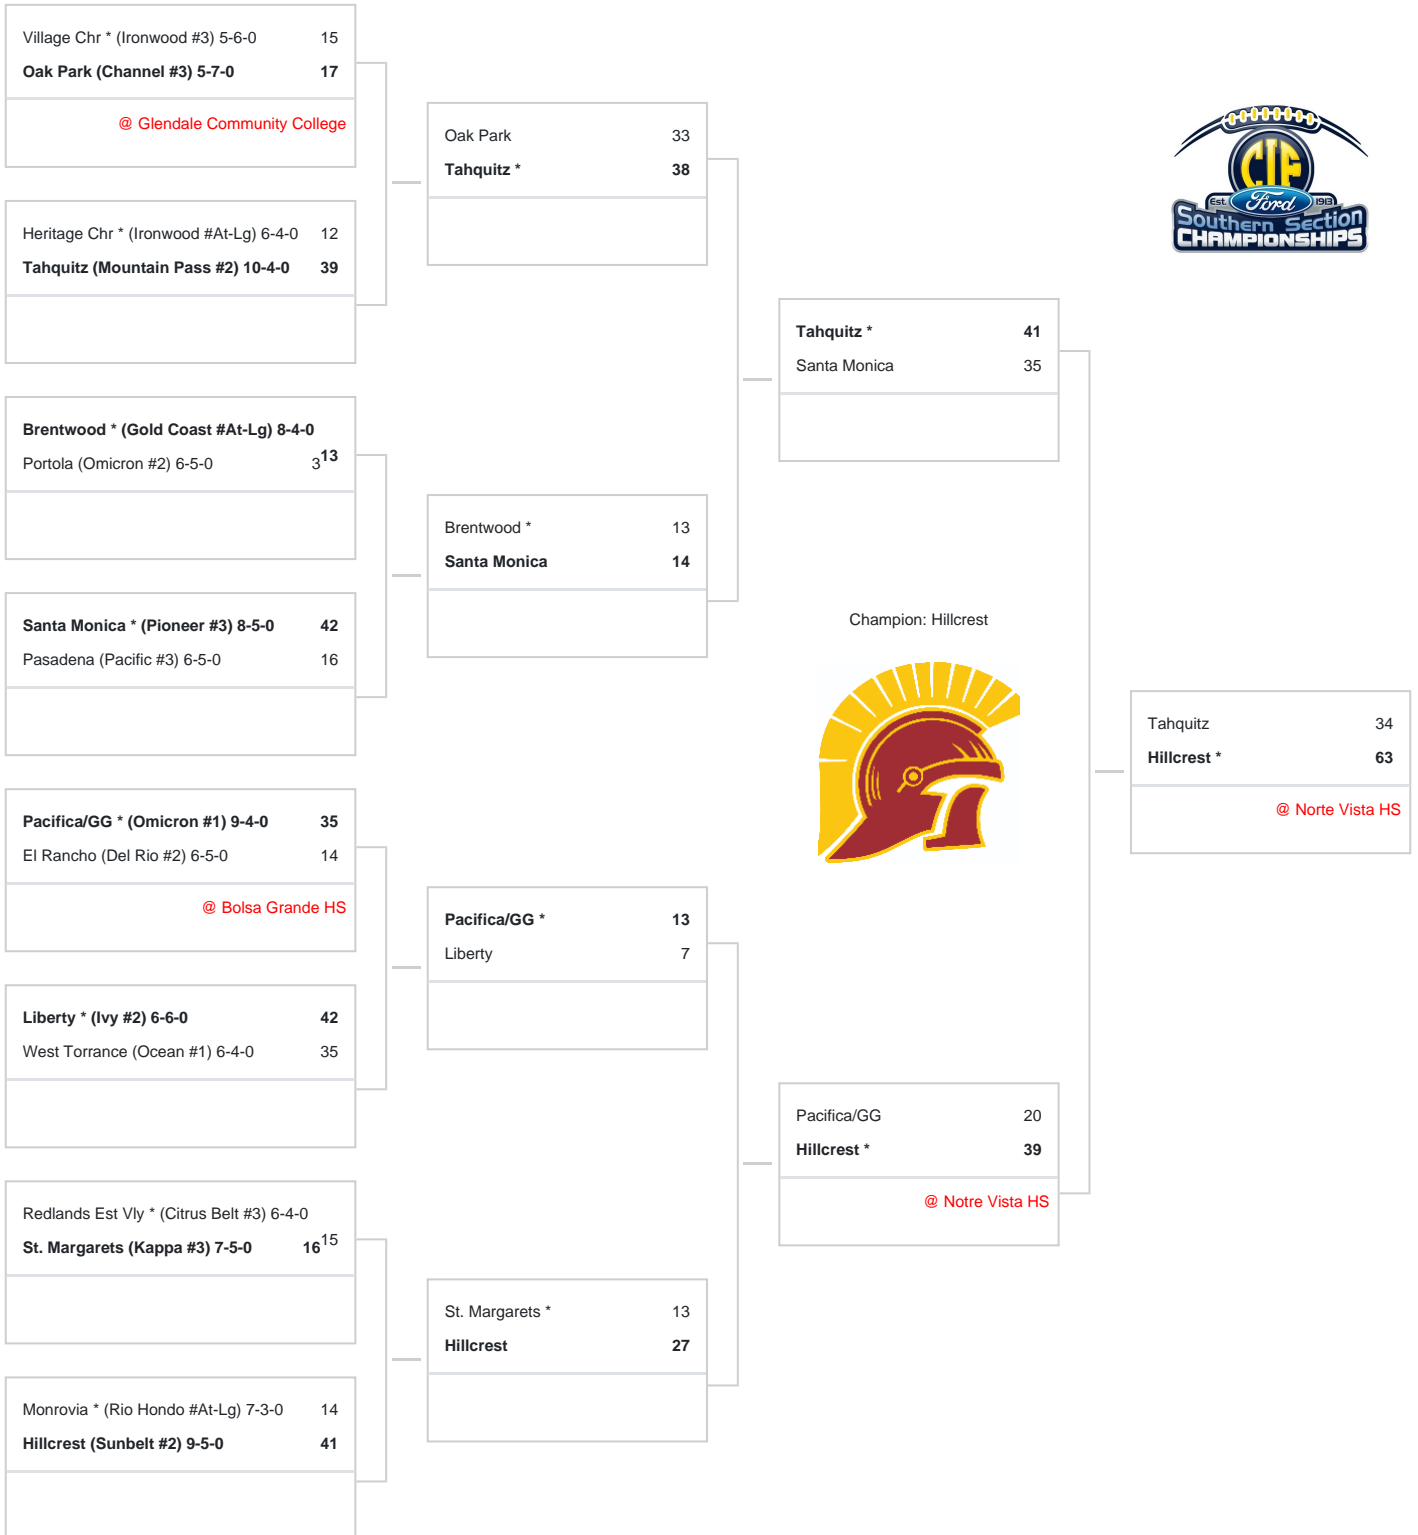 Village Chr * (Ironwood #3) 5-6-0 15
Oak Park (Channel #3) 5-7-0 17
@ Glendale Community College
Heritage Chr * (Ironwood #At-Lg) 6-4-0 12
Tahquitz (Mountain Pass #2) 10-4-0 39
Brentwood * (Gold Coast #At-Lg) 8-4-0
13
Portola (Omicron #2) 6-5-0 3
Santa Monica * (Pioneer #3) 8-5-0 42
Pasadena (Pacific #3) 6-5-0 16
Pacifica/GG * (Omicron #1) 9-4-0 35
El Rancho (Del Rio #2) 6-5-0 14
@ Bolsa Grande HS
Liberty * (Ivy #2) 6-6-0 42
West Torrance (Ocean #1) 6-4-0 35
Redlands Est Vly * (Citrus Belt #3) 6-4-0
15
St. Margarets (Kappa #3) 7-5-0 16
Monrovia * (Rio Hondo #At-Lg) 7-3-0 14
Hillcrest (Sunbelt #2) 9-5-0 41
Oak Park 33
Tahquitz * 38
Brentwood * 13
Santa Monica 14
Pacifica/GG * 13
Liberty 7
St. Margarets * 13
Hillcrest 27
Tahquitz * 41
Santa Monica 35
Pacifica/GG 20
Hillcrest * 39
@ Notre Vista HS
Champion: Hillcrest
Tahquitz 34
Hillcrest * 63
@ Norte Vista HS
CIF
Est. Ford 1913
Southern Section
CHAMPIONSHIPS